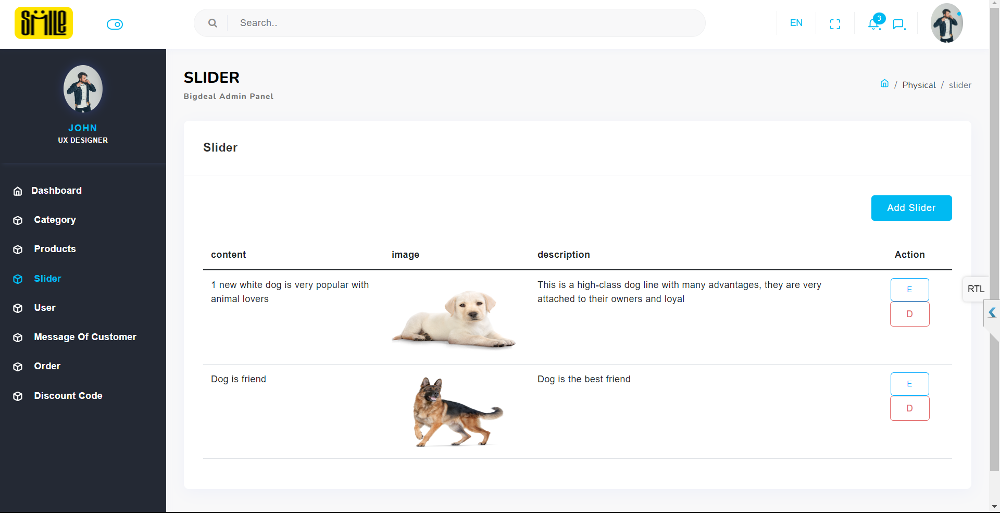 SMILLE
Search..
EN
3
JOHN
UX DESIGNER
Dashboard
Category
Products
Slider
User
Message Of Customer
Order
Discount Code
SLIDER
Bigdeal Admin Panel
/ Physical / slider
Slider
Add Slider
content image description Action
1 new white dog is very popular with
animal lovers
This is a high-class dog line with many advantages, they are very
attached to their owners and loyal
E
D
Dog is friend
Dog is the best friend
E
D
RTL